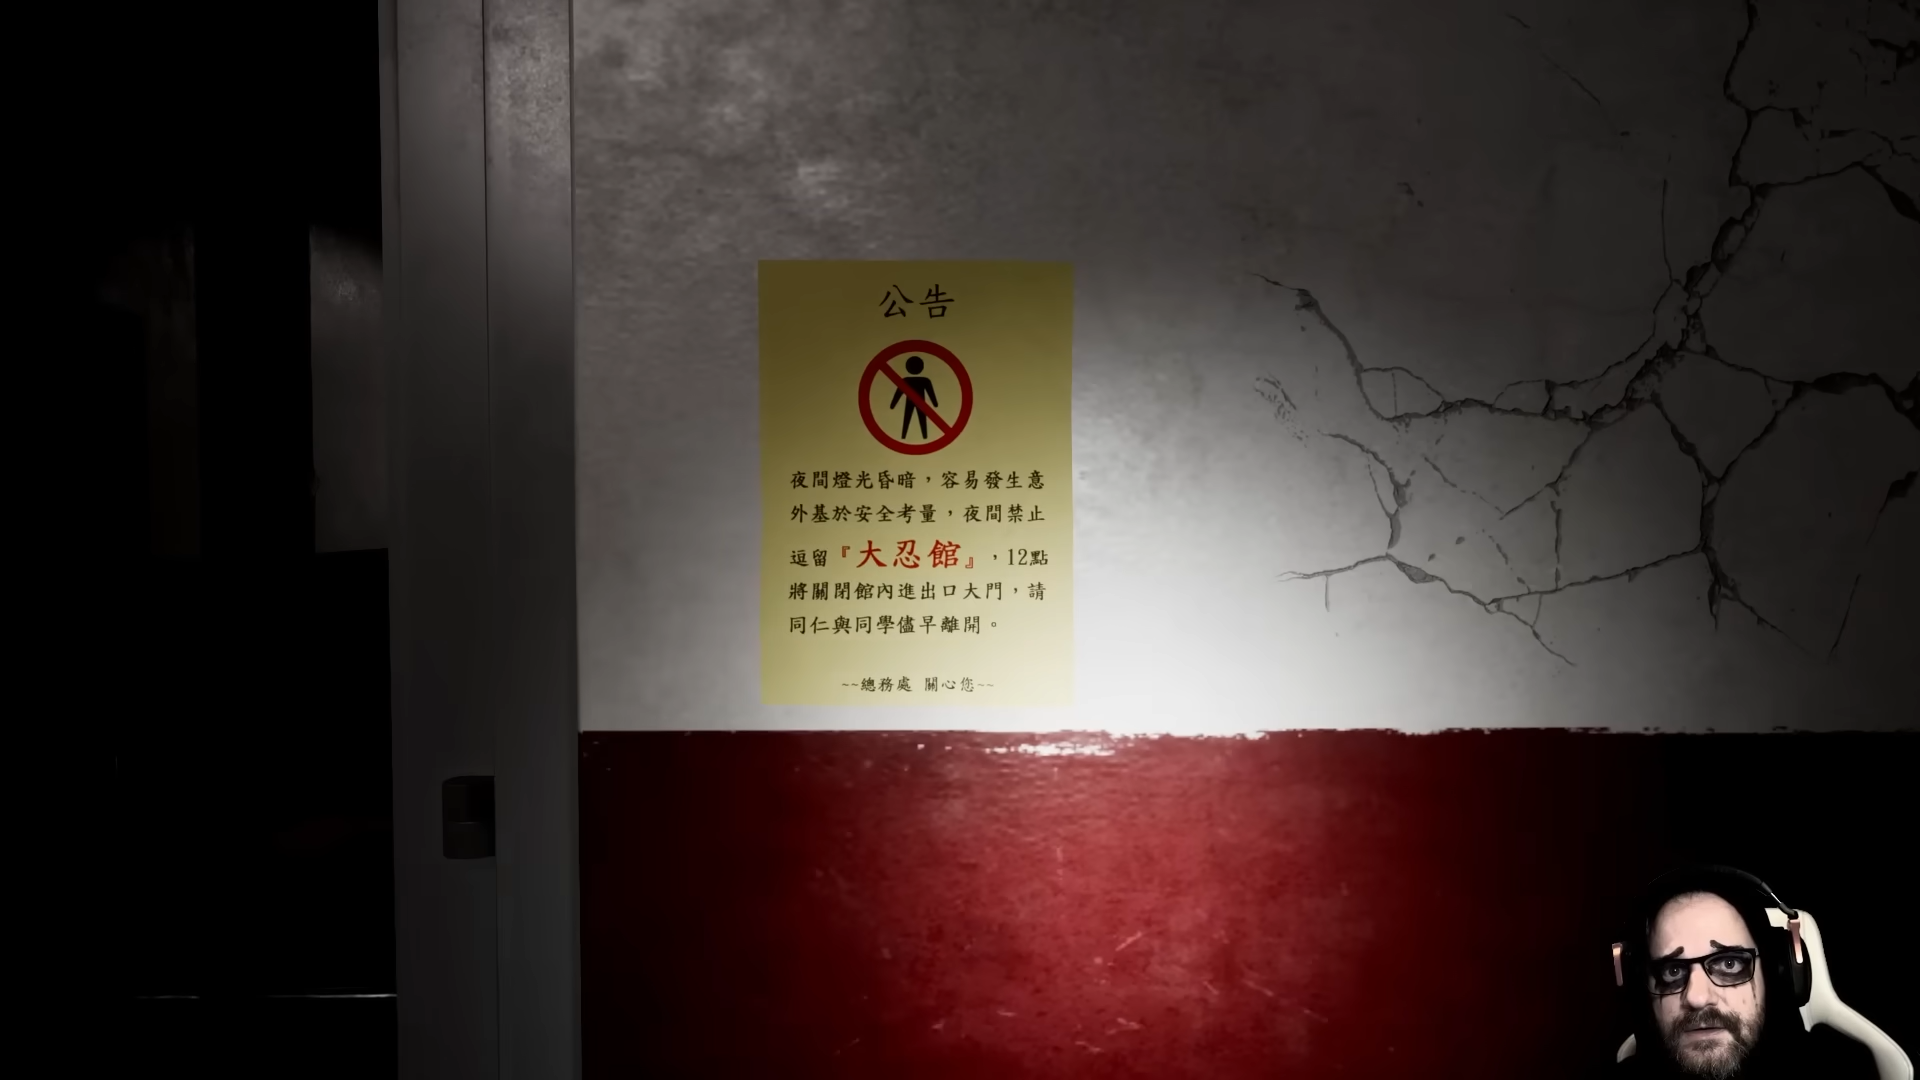 公告
夜間燈光昏暗，容易發生意
外基於安全考量，夜間禁止
逗留『大忍館』，12點
將關閉館內進出口大門，請
同仁與同學儘早離開。
~~總務處 關心您~~